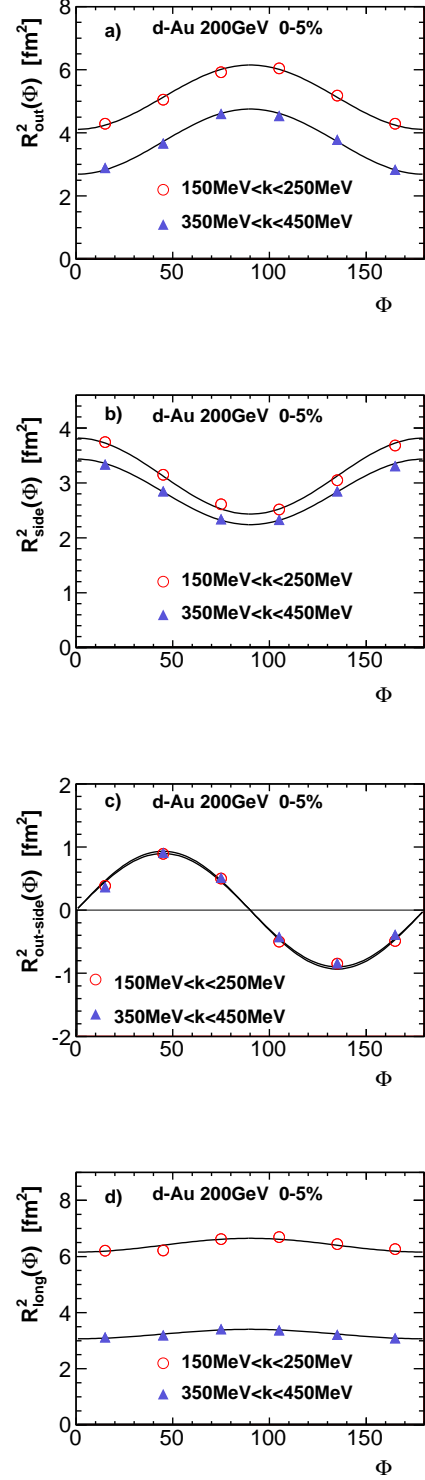 a) d-Au 200GeV 0-5%
R²out(Φ) [fm²]
8
6
4
2
0
150MeV<k<250MeV
350MeV<k<450MeV
0 50 100 150
Φ
b) d-Au 200GeV 0-5%
R²side(Φ) [fm²]
4
3
2
1
0
150MeV<k<250MeV
350MeV<k<450MeV
0 50 100 150
Φ
c) d-Au 200GeV 0-5%
R²out-side(Φ) [fm²]
2
1
0
-1
-2
150MeV<k<250MeV
350MeV<k<450MeV
0 50 100 150
Φ
d) d-Au 200GeV 0-5%
R²long(Φ) [fm²]
8
6
4
2
0
150MeV<k<250MeV
350MeV<k<450MeV
0 50 100 150
Φ